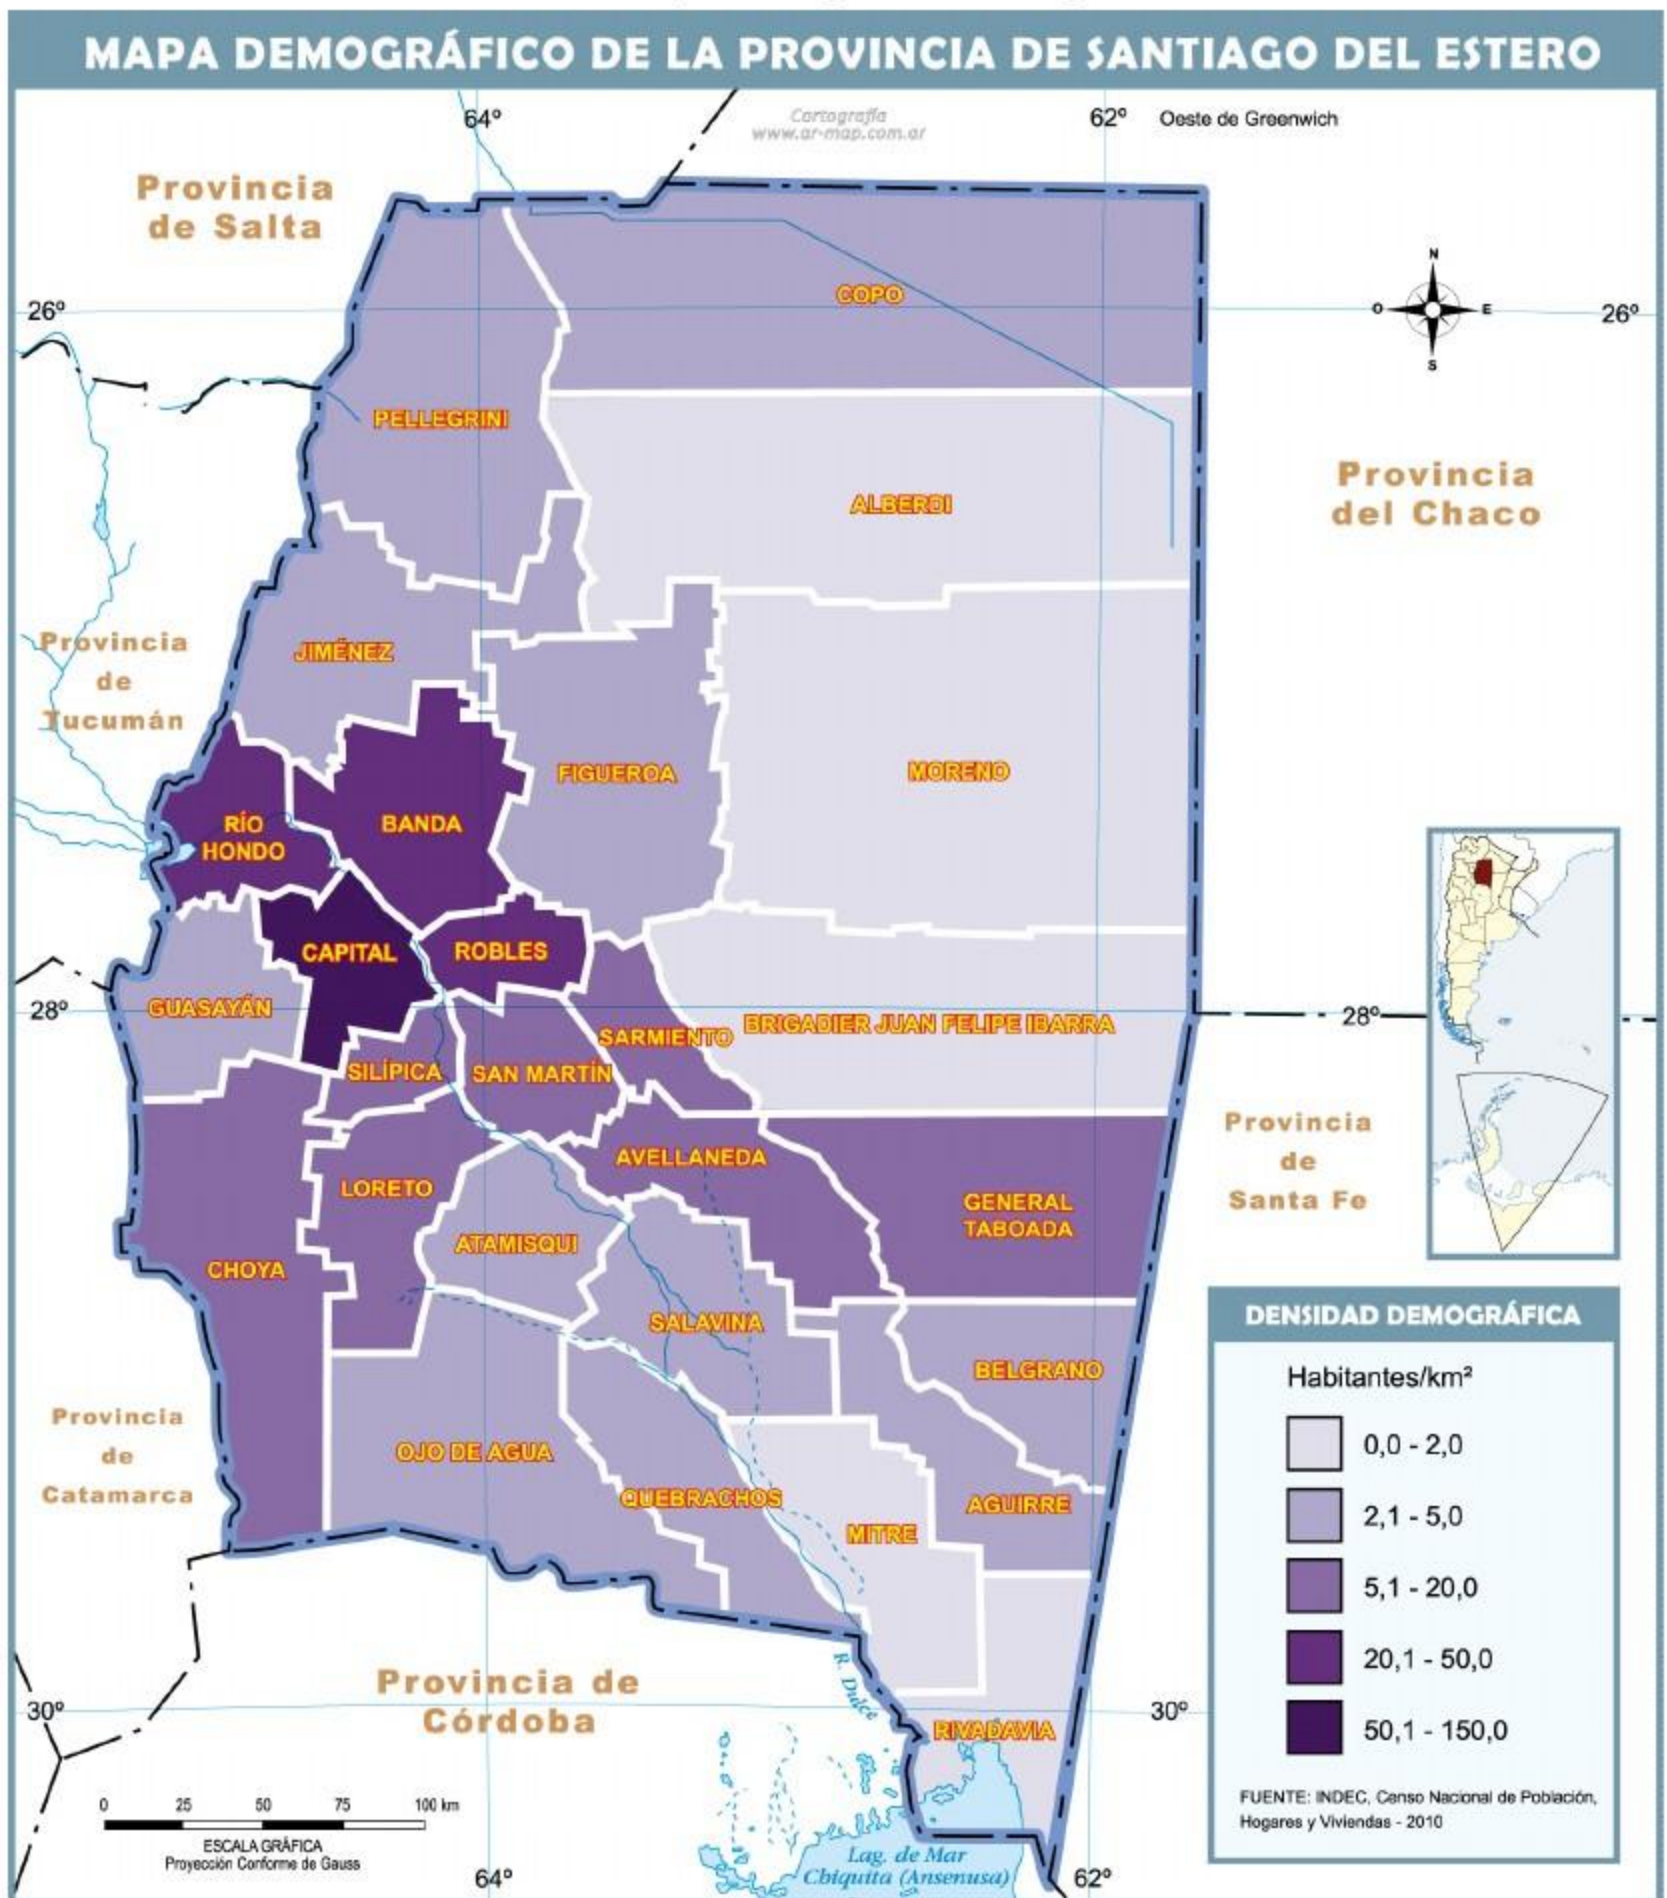 MAPA DEMOGRÁFICO DE LA PROVINCIA DE SANTIAGO DEL ESTERO
64º
Cartografía
www.ar-map.com.ar
62º
Oeste de Greenwich
Provincia
de Salta
COPO
N
O
E
S
26º
26º
PELLEGRINI
ALBERDI
Provincia
del Chaco
Provincia
de
Tucumán
JIMÉNEZ
FIGUEROA
MORENO
RÍO
HONDO
BANDA
CAPITAL
ROBLES
GUASAYÁN
28º
28º
SARMIENTO
BRIGADIER JUAN FELIPE IBARRA
SILÍPICA
SAN MARTÍN
AVELLANEDA
LORETO
GENERAL
TABOADA
Provincia
de
Santa Fe
ATAMISQUI
CHOYA
SALAVINA
BELGRANO
Provincia
de
Catamarca
OJO DE AGUA
QUEBRACHOS
MITRE
AGUIRRE
DENSIDAD DEMOGRÁFICA
Habitantes/km²
0,0 - 2,0
2,1 - 5,0
5,1 - 20,0
20,1 - 50,0
50,1 - 150,0
FUENTE: INDEC, Censo Nacional de Población,
Hogares y Viviendas - 2010
Provincia de
Córdoba
R. Dulce
30º
30º
RIVADAVIA
0 25 50 75 100 km
ESCALA GRÁFICA
Proyección Conforme de Gauss
Lag. de Mar
Chiquita (Ansenusa)
64º
62º